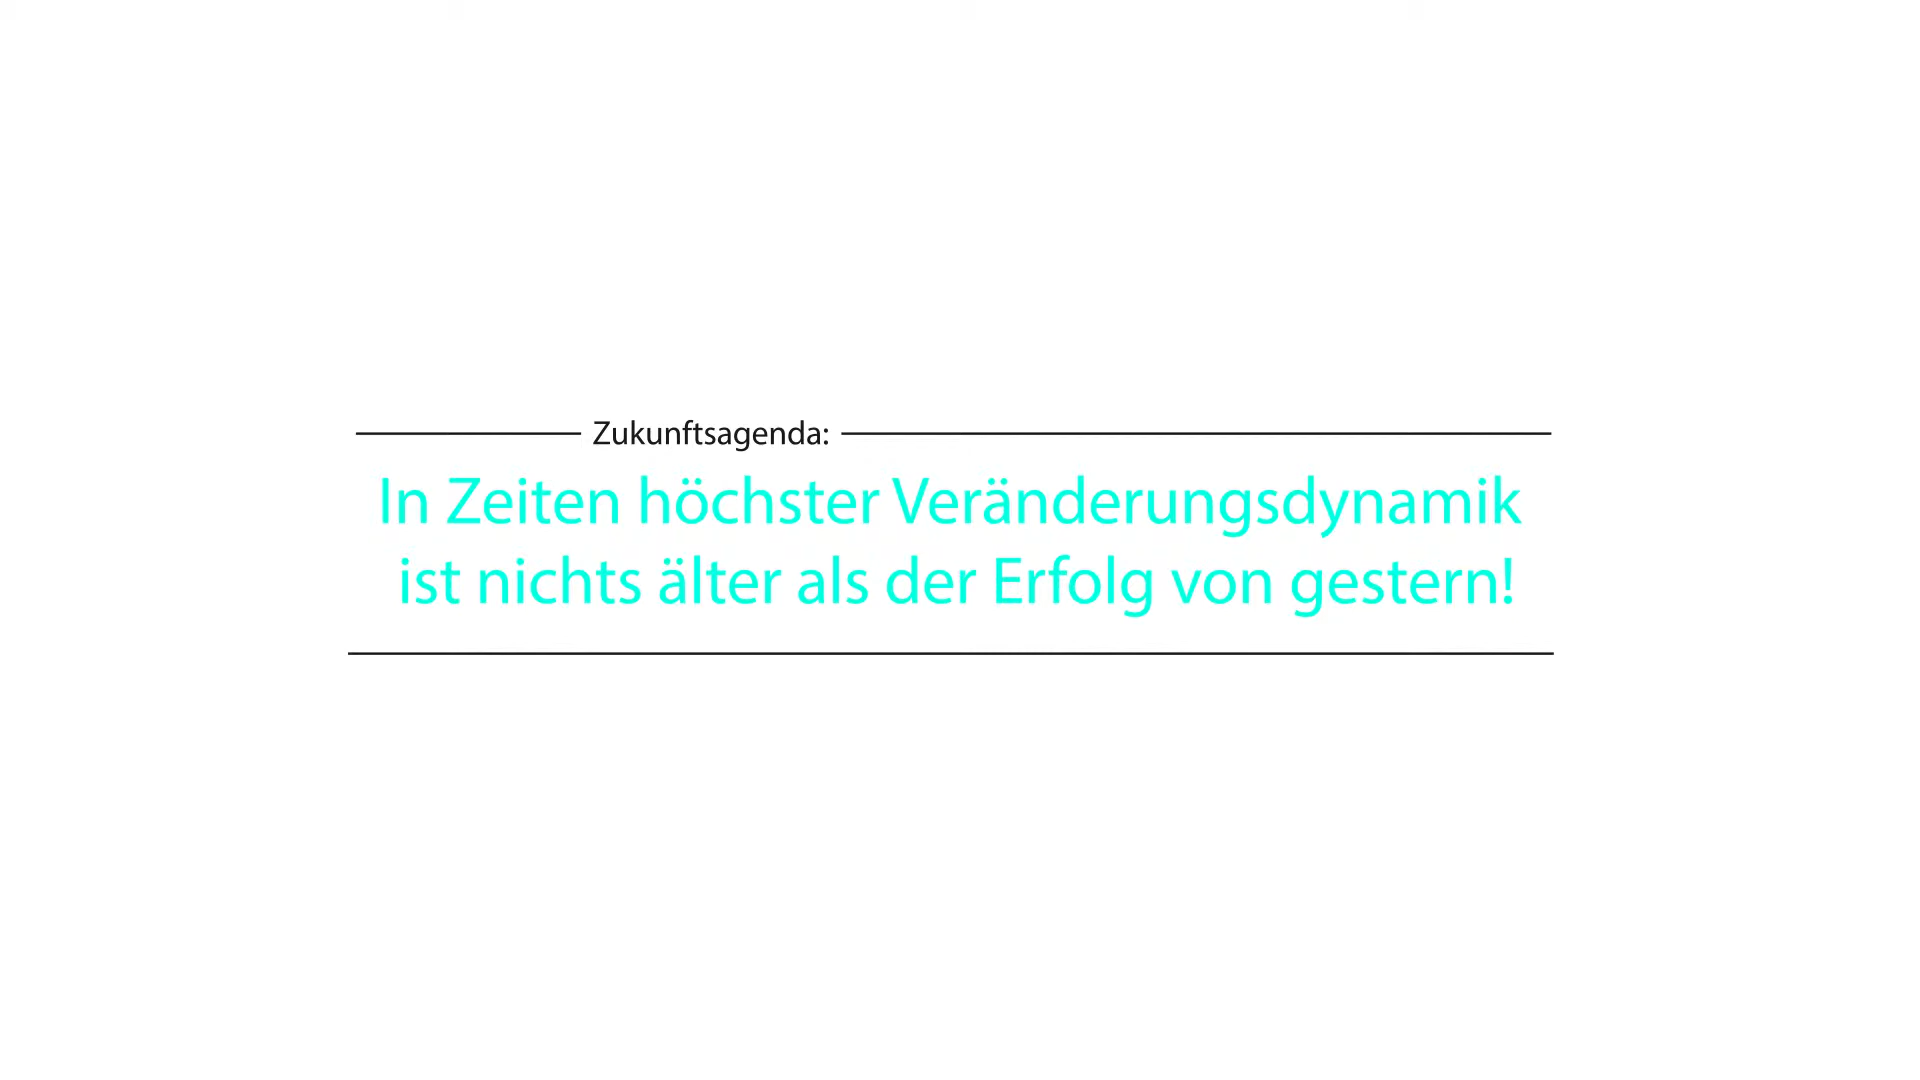 Zukunftsagenda:
In Zeiten höchster Veränderungsdynamik
ist nichts älter als der Erfolg von gestern!